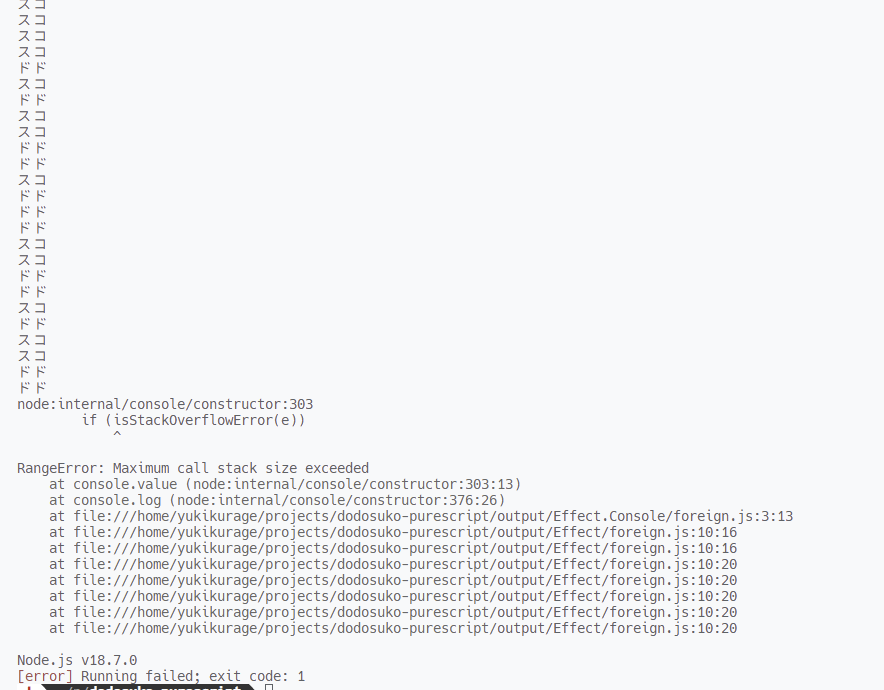 スコ
スコ
スコ
スコ
ドド
スコ
ドド
スコ
スコ
ドド
ドド
スコ
ドド
ドド
ドド
スコ
スコ
ドド
ドド
スコ
ドド
スコ
スコ
ドド
ドド
node:internal/console/constructor:303
        if (isStackOverflowError(e))
            ^

RangeError: Maximum call stack size exceeded
    at console.value (node:internal/console/constructor:303:13)
    at console.log (node:internal/console/constructor:376:26)
    at file:///home/yukikurage/projects/dodosuko-purescript/output/Effect.Console/foreign.js:3:13
    at file:///home/yukikurage/projects/dodosuko-purescript/output/Effect/foreign.js:10:16
    at file:///home/yukikurage/projects/dodosuko-purescript/output/Effect/foreign.js:10:16
    at file:///home/yukikurage/projects/dodosuko-purescript/output/Effect/foreign.js:10:20
    at file:///home/yukikurage/projects/dodosuko-purescript/output/Effect/foreign.js:10:20
    at file:///home/yukikurage/projects/dodosuko-purescript/output/Effect/foreign.js:10:20
    at file:///home/yukikurage/projects/dodosuko-purescript/output/Effect/foreign.js:10:20
    at file:///home/yukikurage/projects/dodosuko-purescript/output/Effect/foreign.js:10:20

Node.js v18.7.0
[error] Running failed; exit code: 1